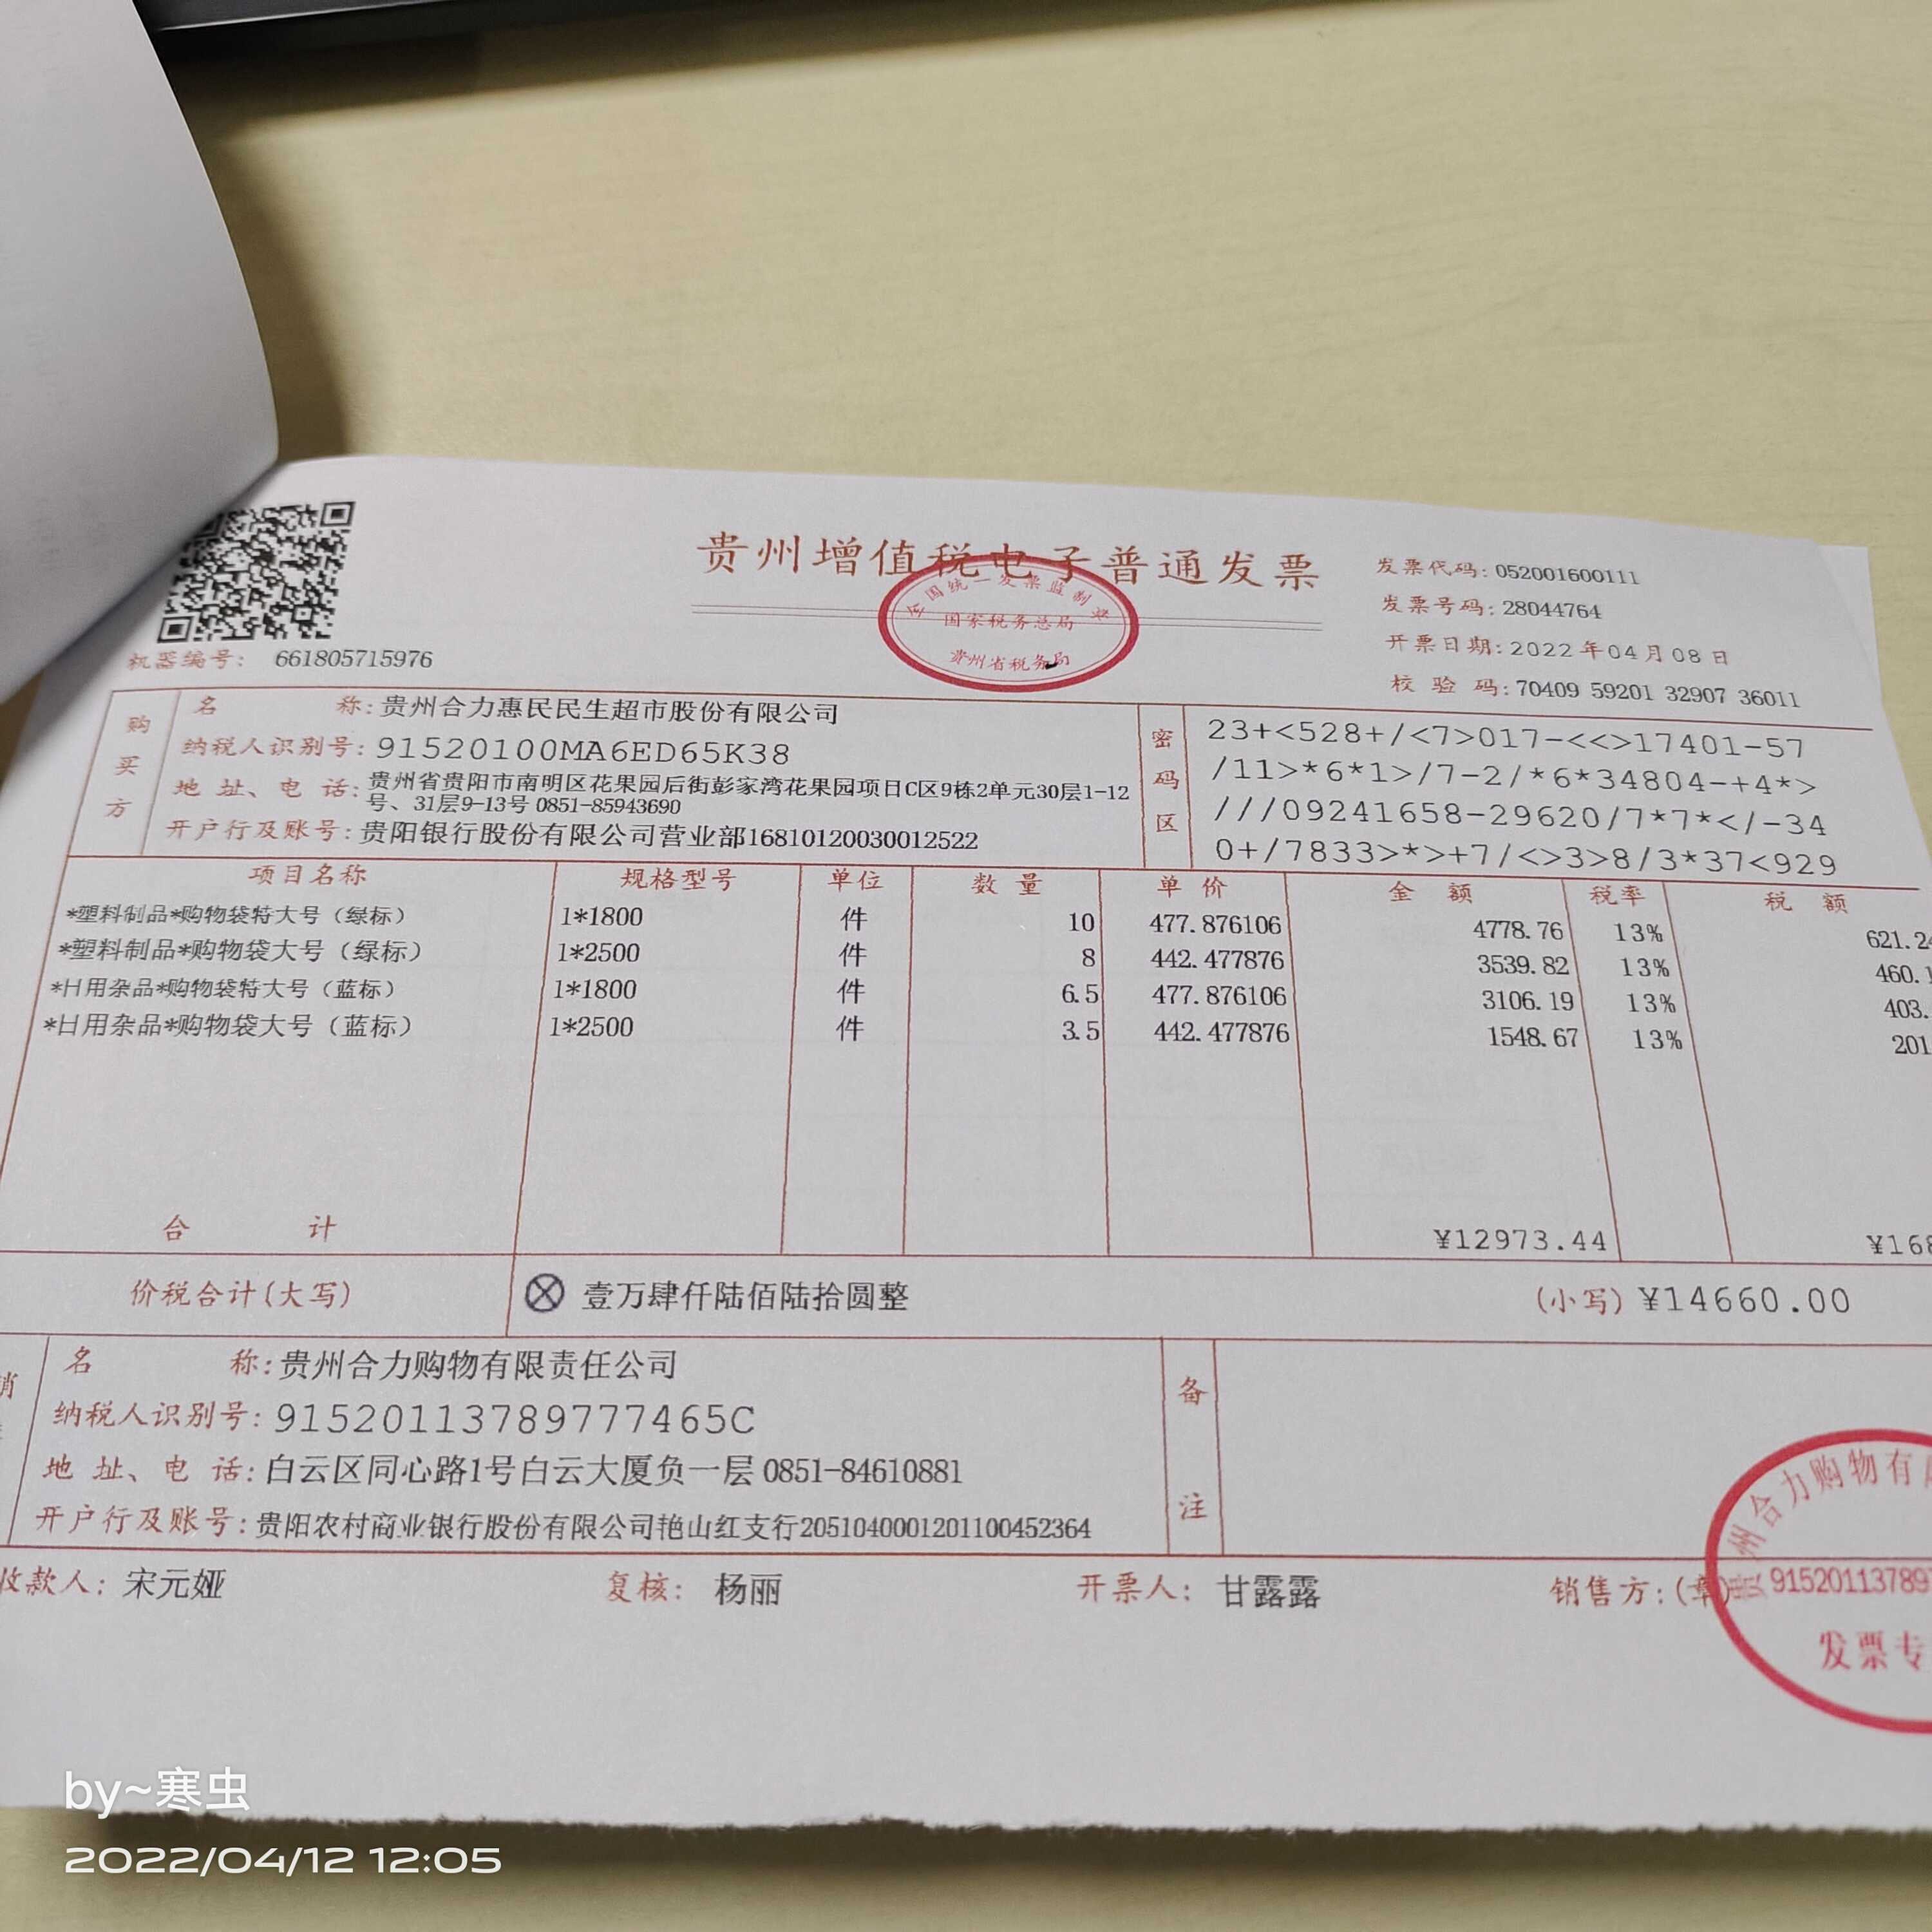 贵州增值税电子普通发票
全国统一发票监制章
国家税务总局
贵州省税务局
发票代码: 052001600111
发票号码: 28044764
开票日期: 2022年04月08日
校 验 码: 70409 59201 32907 36011
机器编号: 661805715976
购买方
名 称: 贵州合力惠民民生超市股份有限公司
纳税人识别号: 91520100MA6ED65K38
地 址、电 话: 贵州省贵阳市南明区花果园后街彭家湾花果园项目C区9栋2单元30层1-12
号、31层9-13号 0851-85943690
开户行及账号: 贵阳银行股份有限公司营业部16810120030012522
密码区
23+<528+/<7>017-<<>17401-57
/11>*6*1>/7-2/*6*34804-+4*>
///09241658-29620/7*7*</-34
0+/7833>*>+7/<>3>8/3*37<929
项目名称 规格型号 单位 数 量 单 价 金 额 税率 税 额
*塑料制品*购物袋特大号（绿标） 1*1800 件 10 477.876106 4778.76 13% 621.24
*塑料制品*购物袋大号（绿标） 1*2500 件 8 442.477876 3539.82 13% 460.1
*日用杂品*购物袋特大号（蓝标） 1*1800 件 6.5 477.876106 3106.19 13% 403.
*日用杂品*购物袋大号（蓝标） 1*2500 件 3.5 442.477876 1548.67 13% 201
合 计 ¥12973.44 ¥168
价税合计(大写) 壹万肆仟陆佰陆拾圆整 (小写) ¥14660.00
销
名 称: 贵州合力购物有限责任公司
纳税人识别号: 91520113789777465C
地 址、电 话: 白云区同心路1号白云大厦负一层 0851-84610881
开户行及账号: 贵阳农村商业银行股份有限公司艳山红支行2051040001201100452364
备注
收款人: 宋元娅 复核: 杨丽 开票人: 甘露露 销售方: (章)
贵州合力购物有
915201137897
发票专
by~寒虫
2022/04/12 12:05